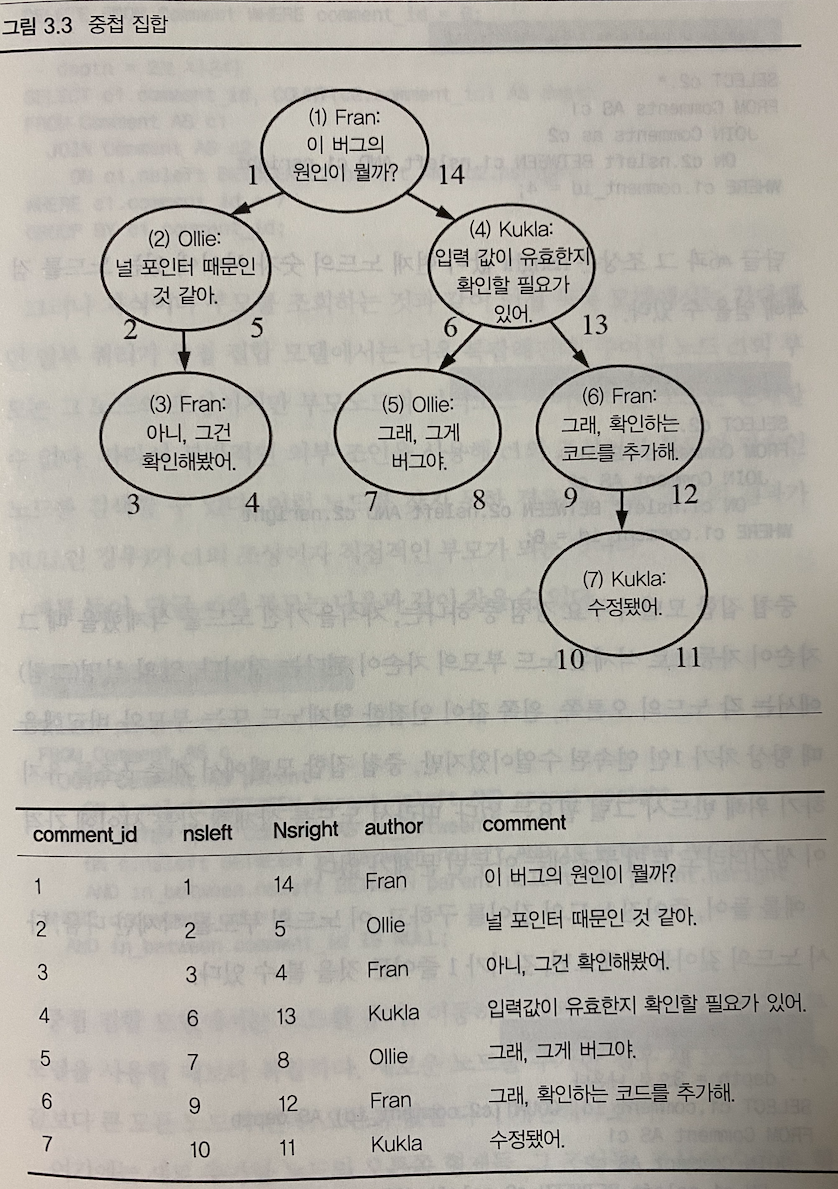 그림 3.3 중첩 집합
(1) Fran:
이 버그의
원인이 뭘까?
1
14
(2) Ollie:
널 포인터 때문인
것 같아.
2
5
(4) Kukla:
입력 값이 유효한지
확인할 필요가
있어.
6
13
(3) Fran:
아니, 그건
확인해봤어.
3
4
(5) Ollie:
그래, 그게
버그야.
7
8
(6) Fran:
그래, 확인하는
코드를 추가해.
9
12
(7) Kukla:
수정됐어.
10
11
comment_id nsleft Nsright author comment
1 1 14 Fran 이 버그의 원인이 뭘까?
2 2 5 Ollie 널 포인터 때문인 것 같아.
3 3 4 Fran 아니, 그건 확인해봤어.
4 6 13 Kukla 입력값이 유효한지 확인할 필요가 있어.
5 7 8 Ollie 그래, 그게 버그야.
6 9 12 Fran 그래, 확인하는 코드를 추가해.
7 10 11 Kukla 수정됐어.